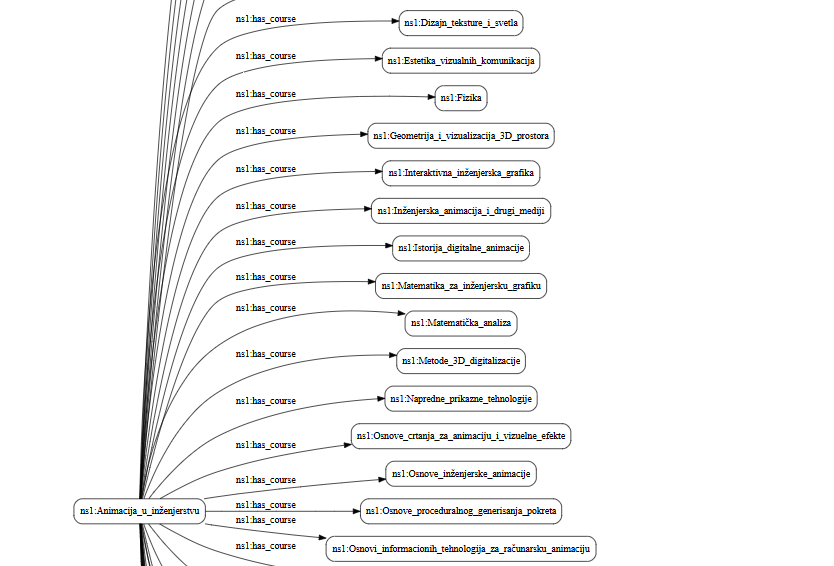 ns1:has_course
ns1:Dizajn_teksture_i_svetla
ns1:has_course
ns1:Estetika_vizualnih_komunikacija
ns1:has_course
ns1:Fizika
ns1:has_course
ns1:Geometrija_i_vizualizacija_3D_prostora
ns1:has_course
ns1:Interaktivna_inženjerska_grafika
ns1:has_course
ns1:Inženjerska_animacija_i_drugi_mediji
ns1:has_course
ns1:Istorija_digitalne_animacije
ns1:has_course
ns1:Matematika_za_inženjersku_grafiku
ns1:has_course
ns1:Matematička_analiza
ns1:has_course
ns1:Metode_3D_digitalizacije
ns1:has_course
ns1:Napredne_prikazne_tehnologije
ns1:has_course
ns1:Osnove_crtanja_za_animaciju_i_vizuelne_efekte
ns1:has_course
ns1:Osnove_inženjerske_animacije
ns1:Animacija_u_inženjerstvu
ns1:has_course
ns1:Osnove_proceduralnog_generisanja_pokreta
ns1:has_course
ns1:Osnovi_informacionih_tehnologija_za_računarsku_animaciju
ns1:has_course